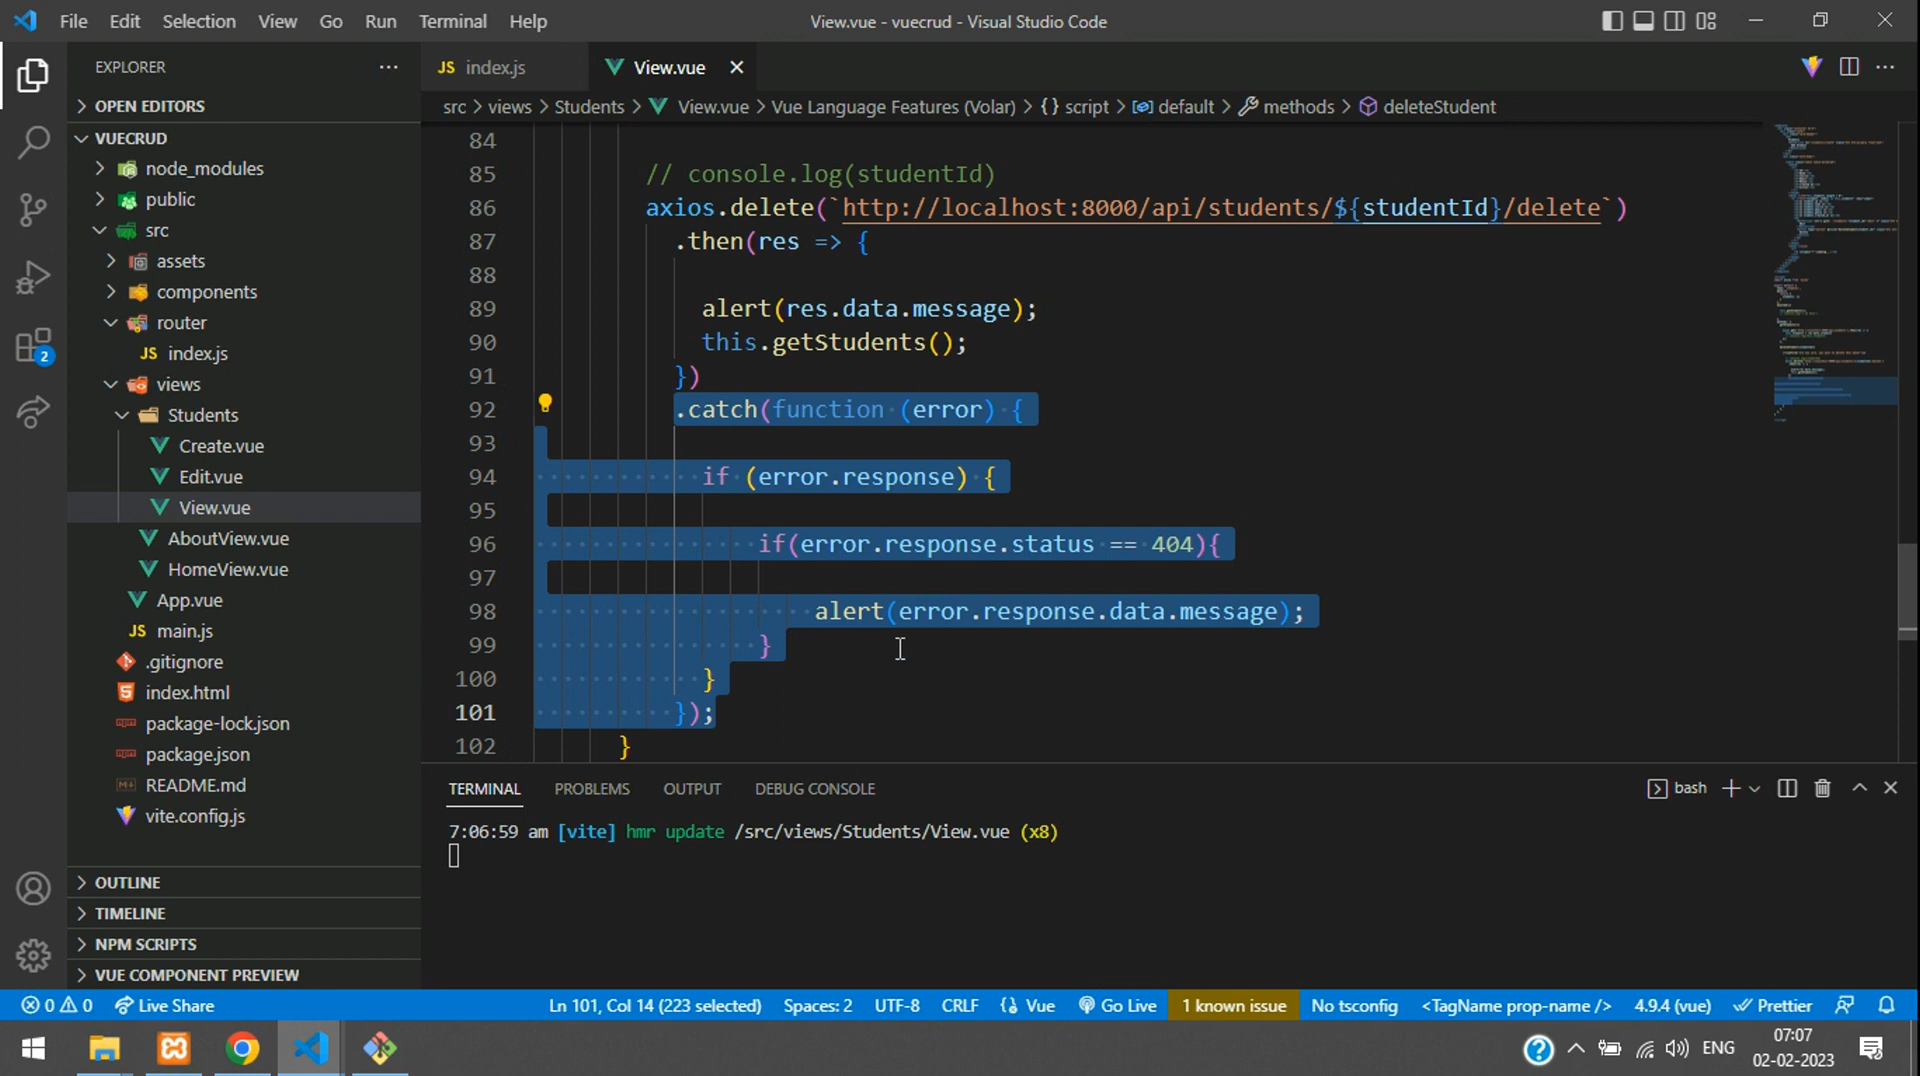 File Edit Selection View Go Run Terminal Help
View.vue - vuecrud - Visual Studio Code
EXPLORER
OPEN EDITORS
VUECRUD
node_modules
public
src
assets
components
router
JS index.js
views
Students
Create.vue
Edit.vue
View.vue
AboutView.vue
HomeView.vue
App.vue
JS main.js
.gitignore
index.html
package-lock.json
package.json
README.md
vite.config.js
OUTLINE
TIMELINE
NPM SCRIPTS
VUE COMPONENT PREVIEW
2
JS index.js
View.vue
src > views > Students > View.vue > Vue Language Features (Volar) > {} script > default > methods > deleteStudent
84
85 // console.log(studentId)
86 axios.delete(`http://localhost:8000/api/students/${studentId}/delete`)
87 .then(res => {
88
89 alert(res.data.message);
90 this.getStudents();
91 })
92 .catch(function (error) {
93
94 if (error.response) {
95
96 if(error.response.status == 404){
97
98 alert(error.response.data.message);
99 }
100 }
101 });
102 }
TERMINAL PROBLEMS OUTPUT DEBUG CONSOLE
bash
7:06:59 am [vite] hmr update /src/views/Students/View.vue (x8)
0 0 Live Share
Ln 101, Col 14 (223 selected) Spaces: 2 UTF-8 CRLF Vue Go Live 1 known issue No tsconfig <TagName prop-name /> 4.9.4 (vue) Prettier
ENG
07:07
02-02-2023